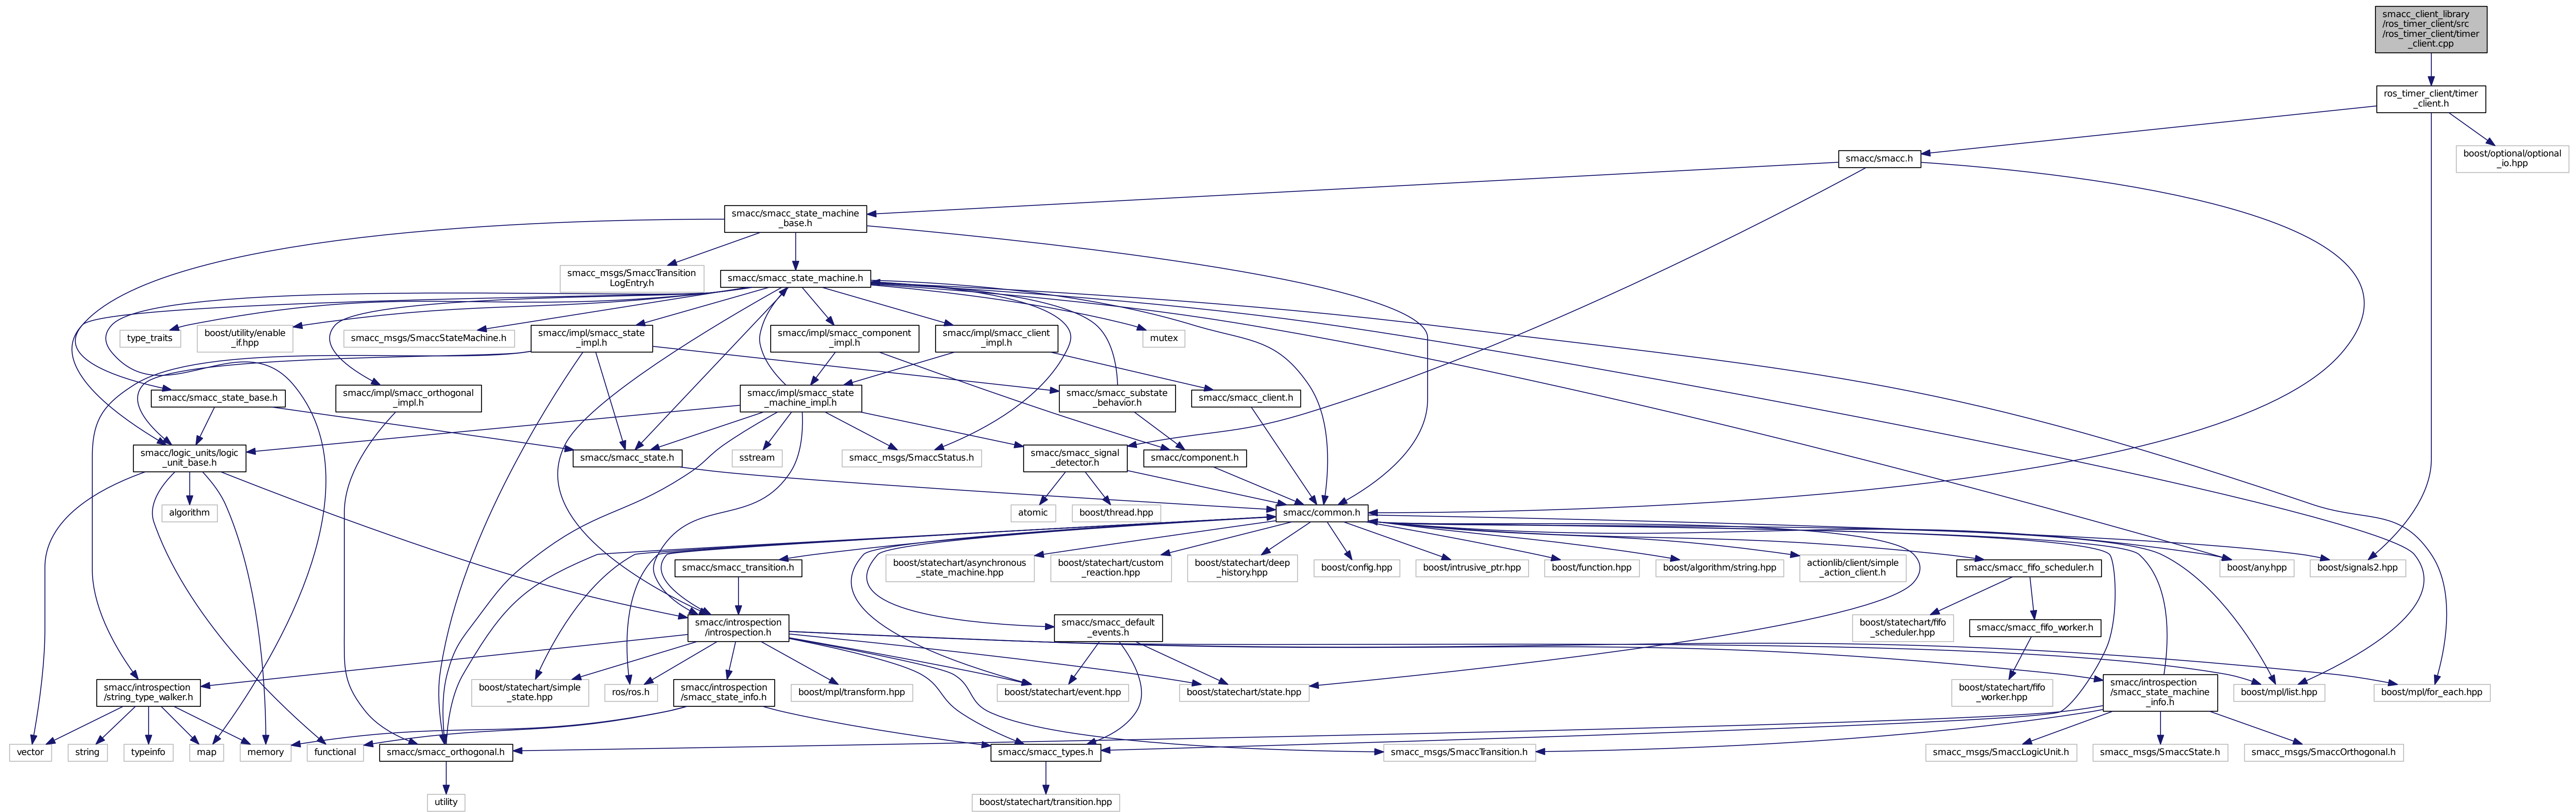 smacc_client_library
/ros_timer_client/src
/ros_timer_client/timer
_client.cpp
ros_timer_client/timer
_client.h
smacc/smacc.h
boost/optional/optional
_io.hpp
smacc/smacc_state_machine
_base.h
smacc_msgs/SmaccTransition
LogEntry.h
smacc/smacc_state_machine.h
type_traits
boost/utility/enable
_if.hpp
smacc_msgs/SmaccStateMachine.h
smacc/impl/smacc_state
_impl.h
smacc/impl/smacc_component
_impl.h
smacc/impl/smacc_client
_impl.h
mutex
smacc/smacc_state_base.h
smacc/impl/smacc_orthogonal
_impl.h
smacc/impl/smacc_state
_machine_impl.h
smacc/smacc_substate
_behavior.h
smacc/smacc_client.h
smacc/logic_units/logic
_unit_base.h
smacc/smacc_state.h
sstream
smacc_msgs/SmaccStatus.h
smacc/smacc_signal
_detector.h
smacc/component.h
algorithm
atomic
boost/thread.hpp
smacc/common.h
smacc/smacc_transition.h
boost/statechart/asynchronous
_state_machine.hpp
boost/statechart/custom
_reaction.hpp
boost/statechart/deep
_history.hpp
boost/config.hpp
boost/intrusive_ptr.hpp
boost/function.hpp
boost/algorithm/string.hpp
actionlib/client/simple
_action_client.h
smacc/smacc_fifo_scheduler.h
boost/any.hpp
boost/signals2.hpp
smacc/introspection
/introspection.h
smacc/smacc_default
_events.h
boost/statechart/fifo
_scheduler.hpp
smacc/smacc_fifo_worker.h
smacc/introspection
/string_type_walker.h
boost/statechart/simple
_state.hpp
ros/ros.h
smacc/introspection
/smacc_state_info.h
boost/mpl/transform.hpp
boost/statechart/event.hpp
boost/statechart/state.hpp
boost/statechart/fifo
_worker.hpp
smacc/introspection
/smacc_state_machine
_info.h
boost/mpl/list.hpp
boost/mpl/for_each.hpp
vector
string
typeinfo
map
memory
functional
smacc/smacc_orthogonal.h
smacc/smacc_types.h
smacc_msgs/SmaccTransition.h
smacc_msgs/SmaccLogicUnit.h
smacc_msgs/SmaccState.h
smacc_msgs/SmaccOrthogonal.h
utility
boost/statechart/transition.hpp